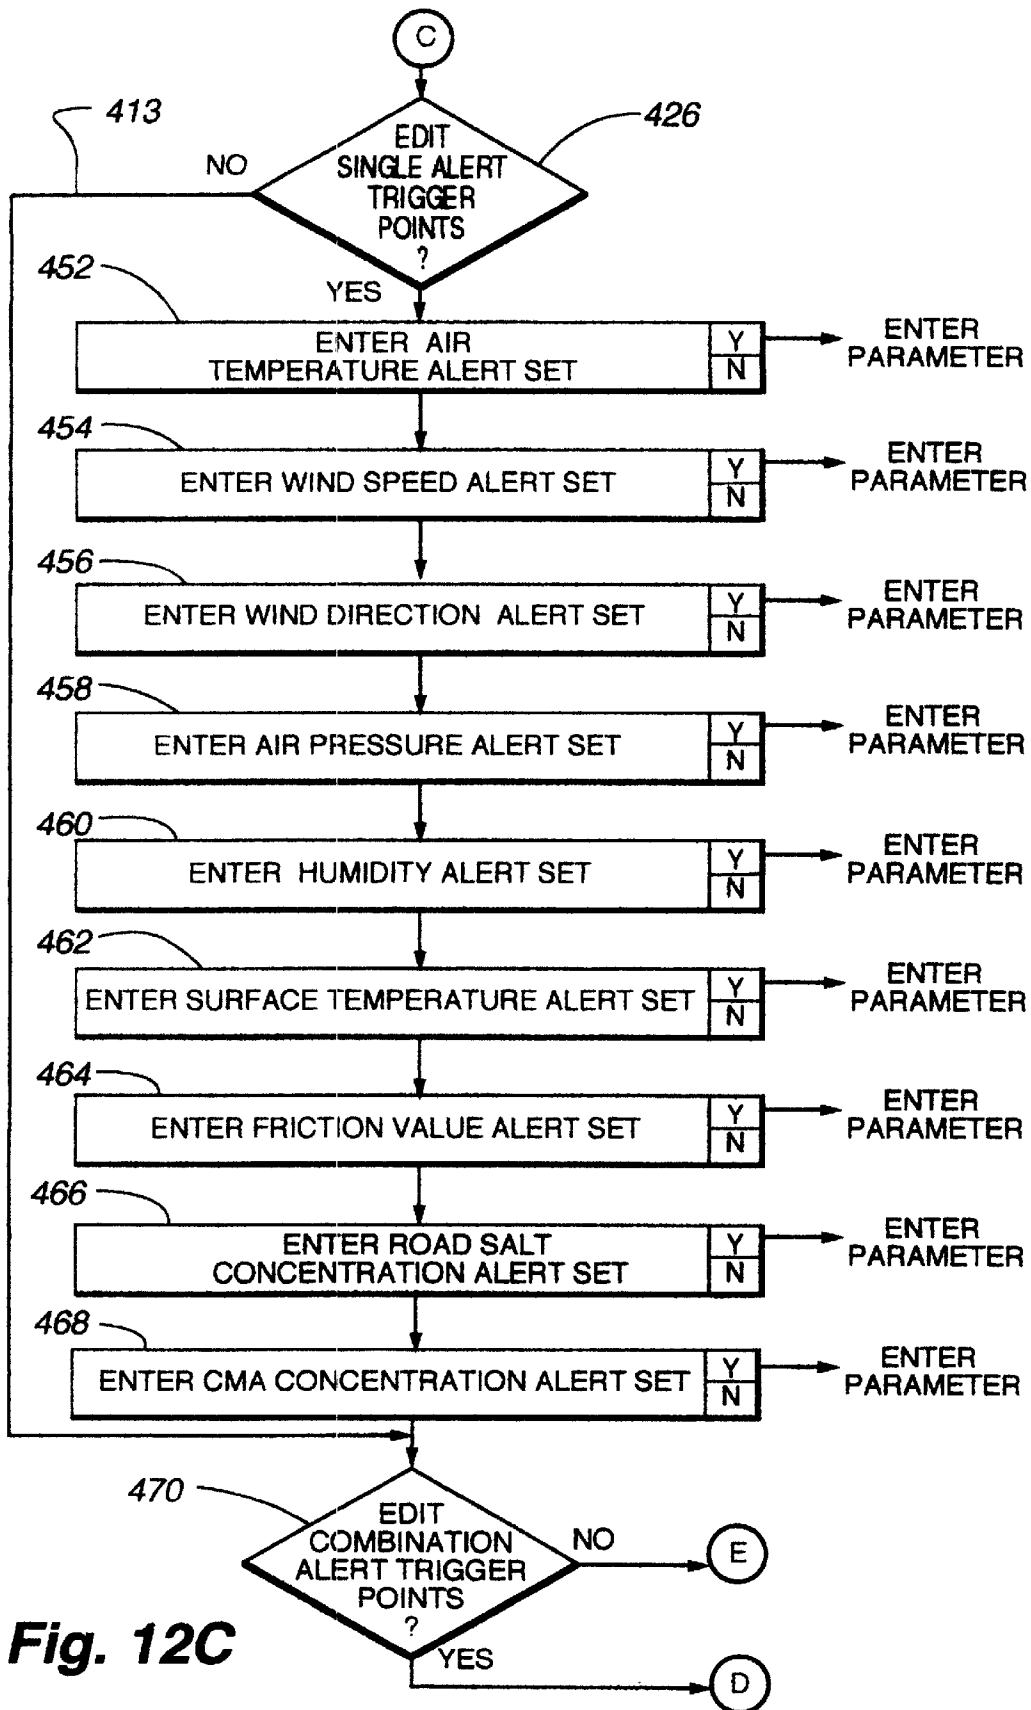 C
413
426
NO
EDIT
SINGLE ALERT
TRIGGER
POINTS
?
452
YES
ENTER AIR
TEMPERATURE ALERT SET
Y
N
ENTER
PARAMETER
454
ENTER WIND SPEED ALERT SET
Y
N
ENTER
PARAMETER
456
ENTER WIND DIRECTION ALERT SET
Y
N
ENTER
PARAMETER
458
ENTER AIR PRESSURE ALERT SET
Y
N
ENTER
PARAMETER
460
ENTER HUMIDITY ALERT SET
Y
N
ENTER
PARAMETER
462
ENTER SURFACE TEMPERATURE ALERT SET
Y
N
ENTER
PARAMETER
464
ENTER FRICTION VALUE ALERT SET
Y
N
ENTER
PARAMETER
466
ENTER ROAD SALT
CONCENTRATION ALERT SET
Y
N
ENTER
PARAMETER
468
ENTER CMA CONCENTRATION ALERT SET
Y
N
ENTER
PARAMETER
470
EDIT
COMBINATION
ALERT TRIGGER
POINTS
?
NO
E
YES
D
Fig. 12C